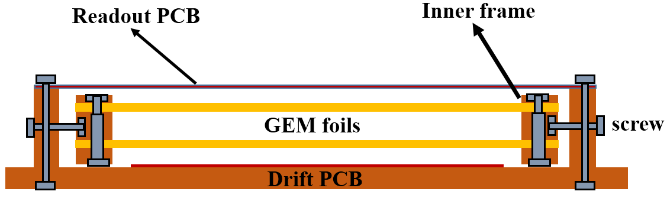 Readout PCB
Inner frame
GEM foils
screw
Drift PCB